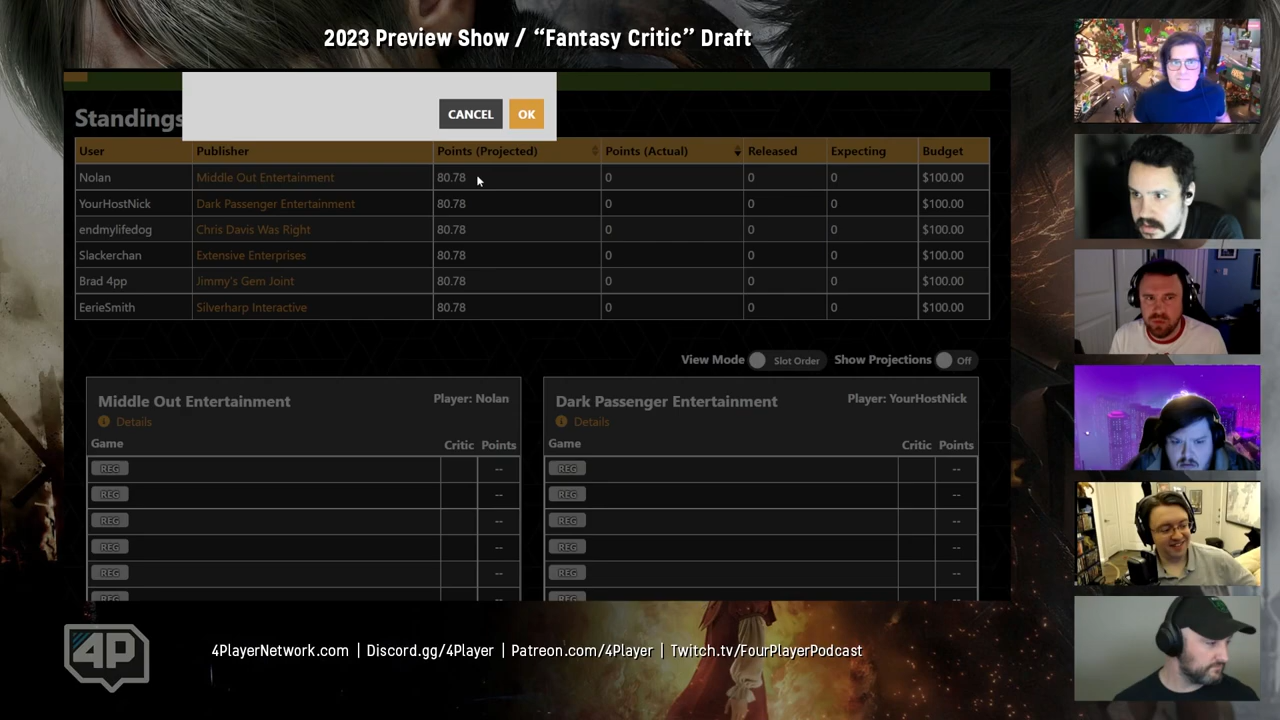 2023 Preview Show / “Fantasy Critic” Draft
CANCEL OK
Standings
User Publisher Points (Projected) Points (Actual) Released Expecting Budget
Nolan Middle Out Entertainment 80.78 0 0 0 $100.00
YourHostNick Dark Passenger Entertainment 80.78 0 0 0 $100.00
endmylifedog Chris Davis Was Right 80.78 0 0 0 $100.00
Slackerchan Extensive Enterprises 80.78 0 0 0 $100.00
Brad 4pp Jimmy's Gem Joint 80.78 0 0 0 $100.00
EerieSmith Silverharp Interactive 80.78 0 0 0 $100.00
View Mode Slot Order Show Projections Off
Middle Out Entertainment Player: Nolan Dark Passenger Entertainment Player: YourHostNick
Details Details
Game Critic Points Game Critic Points
REG -- REG --
REG -- REG --
REG -- REG --
REG -- REG --
REG -- REG --
REG REG
4P
4PlayerNetwork.com | Discord.gg/4Player | Patreon.com/4Player | Twitch.tv/FourPlayerPodcast